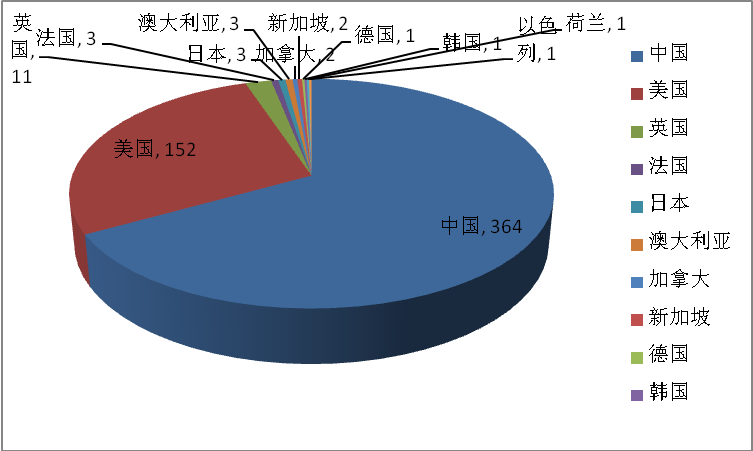 英
国,
11
法国, 3
澳大利亚, 3
日本, 3
新加坡, 2
加拿大, 2
德国, 1
韩国, 1
以色
列, 1
荷兰, 1
美国, 152
中国, 364
中国
美国
英国
法国
日本
澳大利亚
加拿大
新加坡
德国
韩国